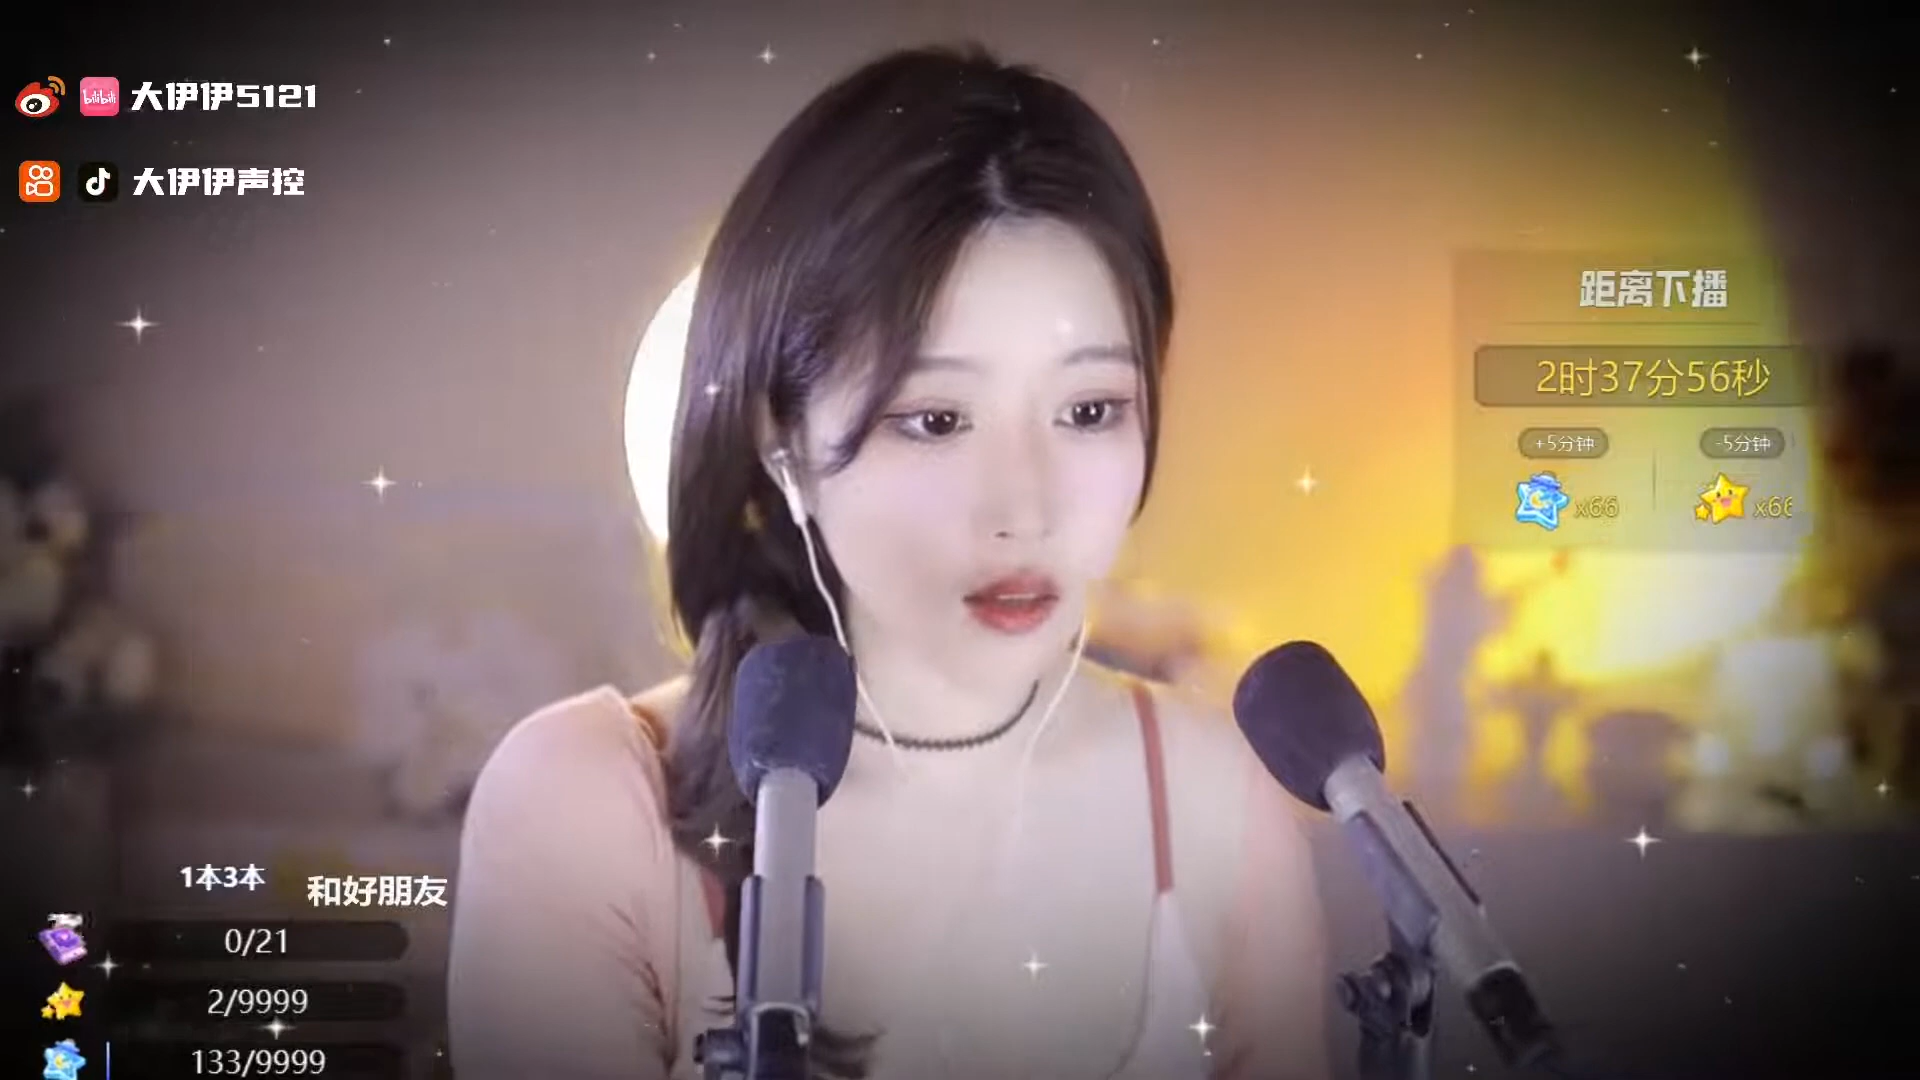 bilibili 大伊伊5121
大伊伊声控
距离下播
2时37分56秒
+5分钟 -5分钟
x66 x66
1本3本 和好朋友
0/21
2/9999
133/9999